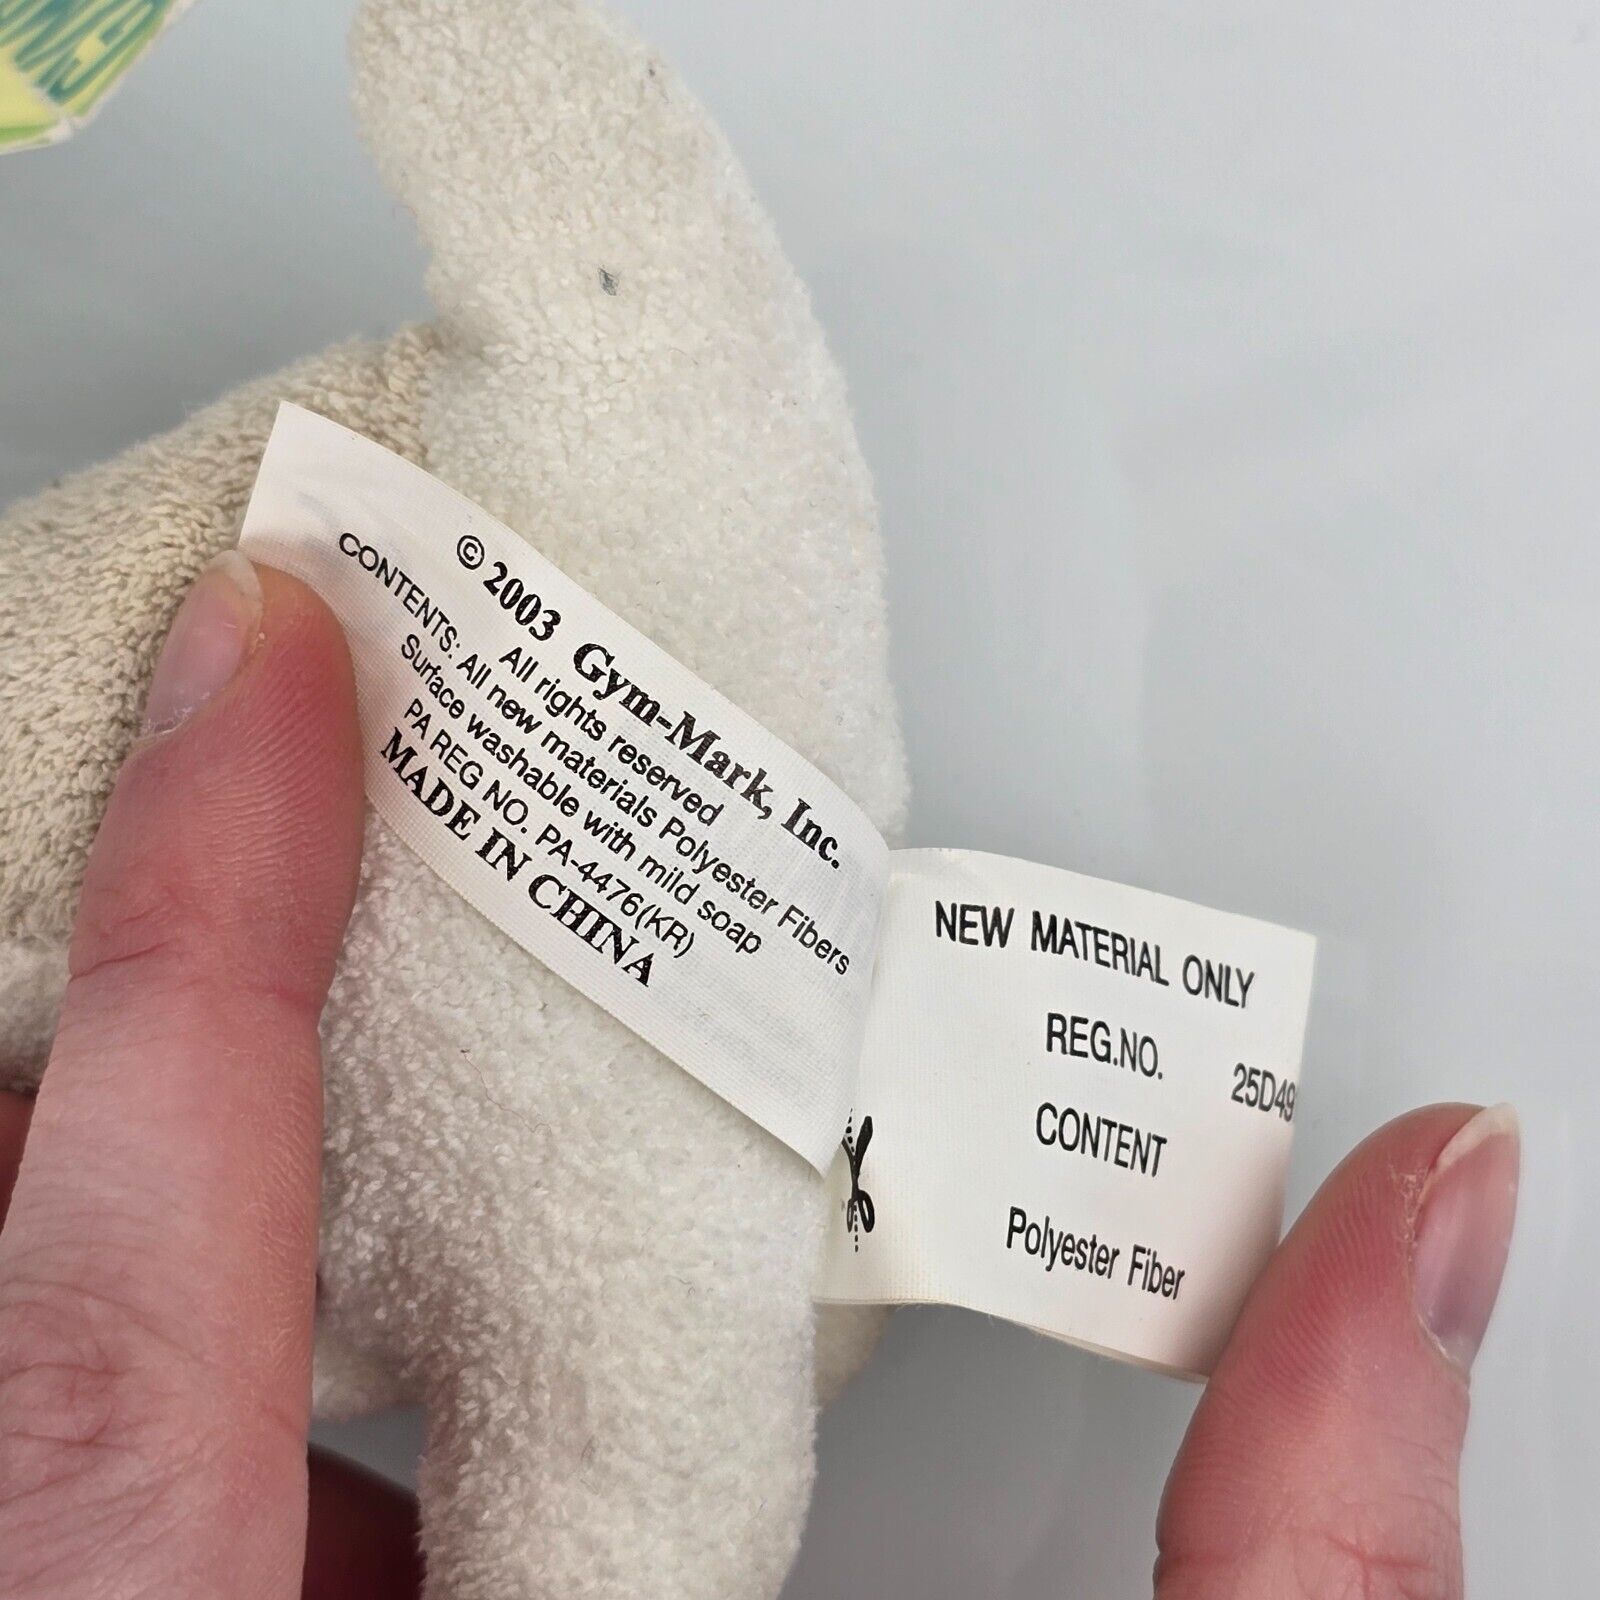 © 2003 Gym-Mark, Inc.
All rights reserved
CONTENTS: All new materials Polyester Fibers
Surface washable with mild soap
PA REG NO. PA-4476(KR)
MADE IN CHINA
NEW MATERIAL ONLY
REG.NO. 25D49
CONTENT
Polyester Fiber